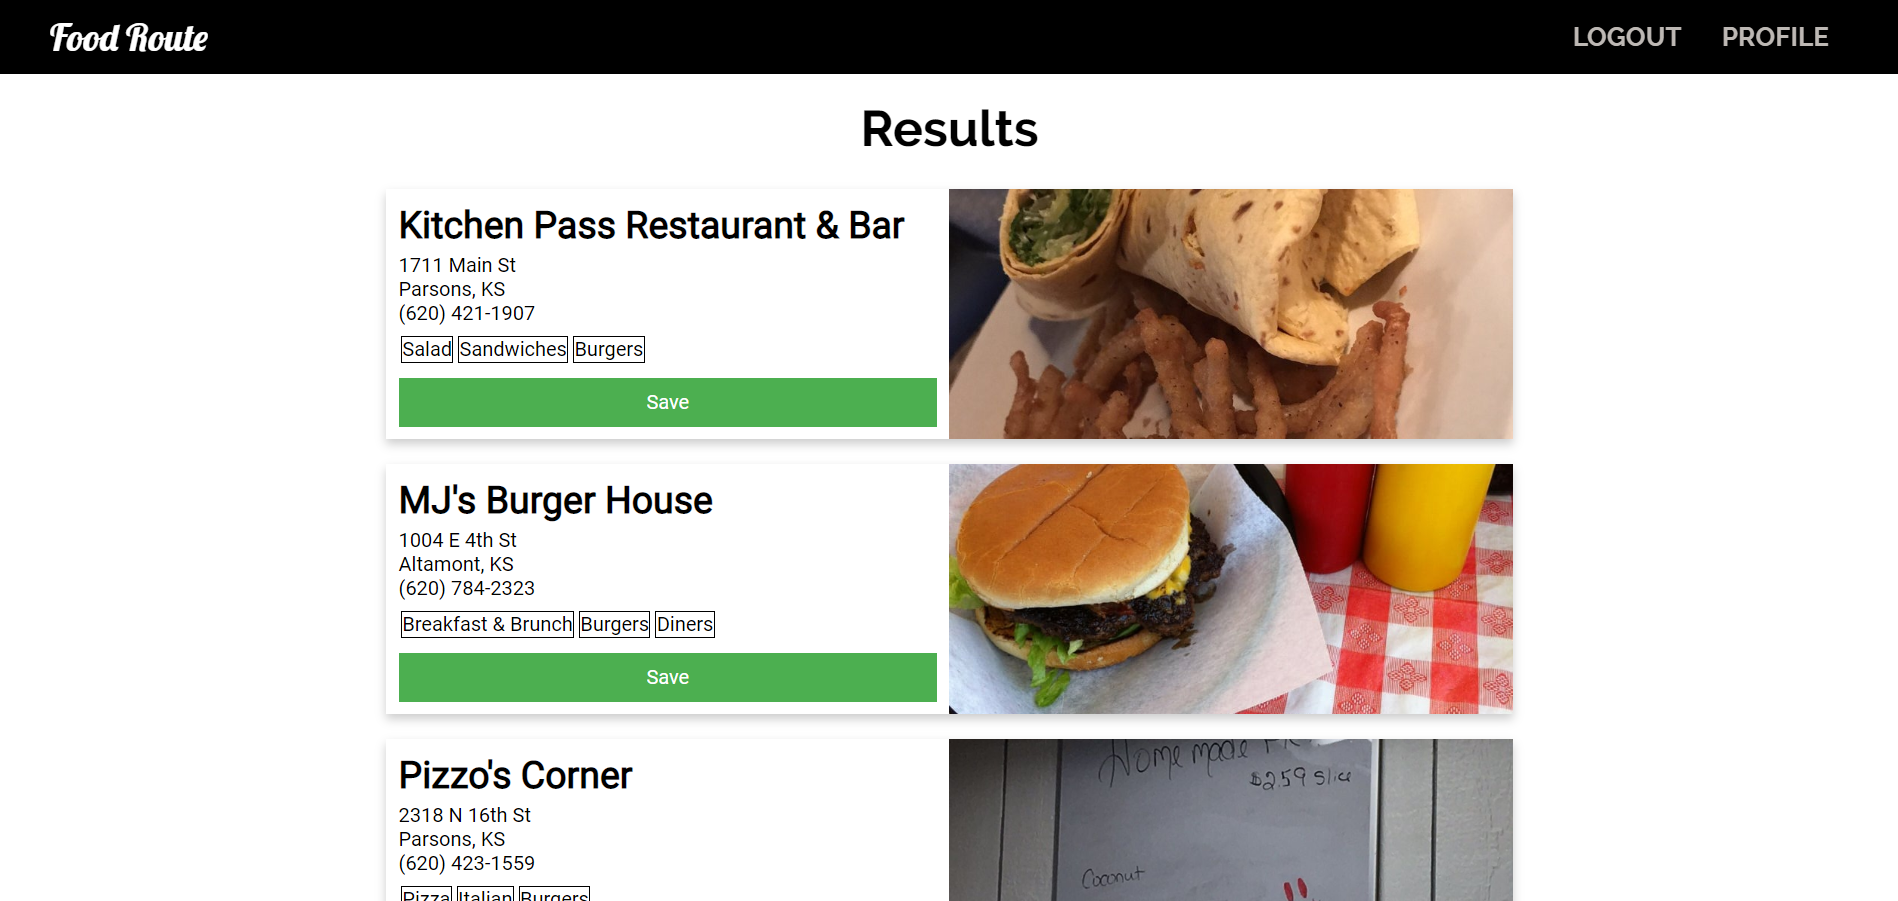 Food Route
LOGOUT PROFILE
Results
Kitchen Pass Restaurant & Bar
1711 Main St
Parsons, KS
(620) 421-1907
Salad Sandwiches Burgers
Save
MJ's Burger House
1004 E 4th St
Altamont, KS
(620) 784-2323
Breakfast & Brunch Burgers Diners
Save
Pizzo's Corner
2318 N 16th St
Parsons, KS
(620) 423-1559
Pizza Italian Burgers
Home made
$2.59 Slice
Coconut